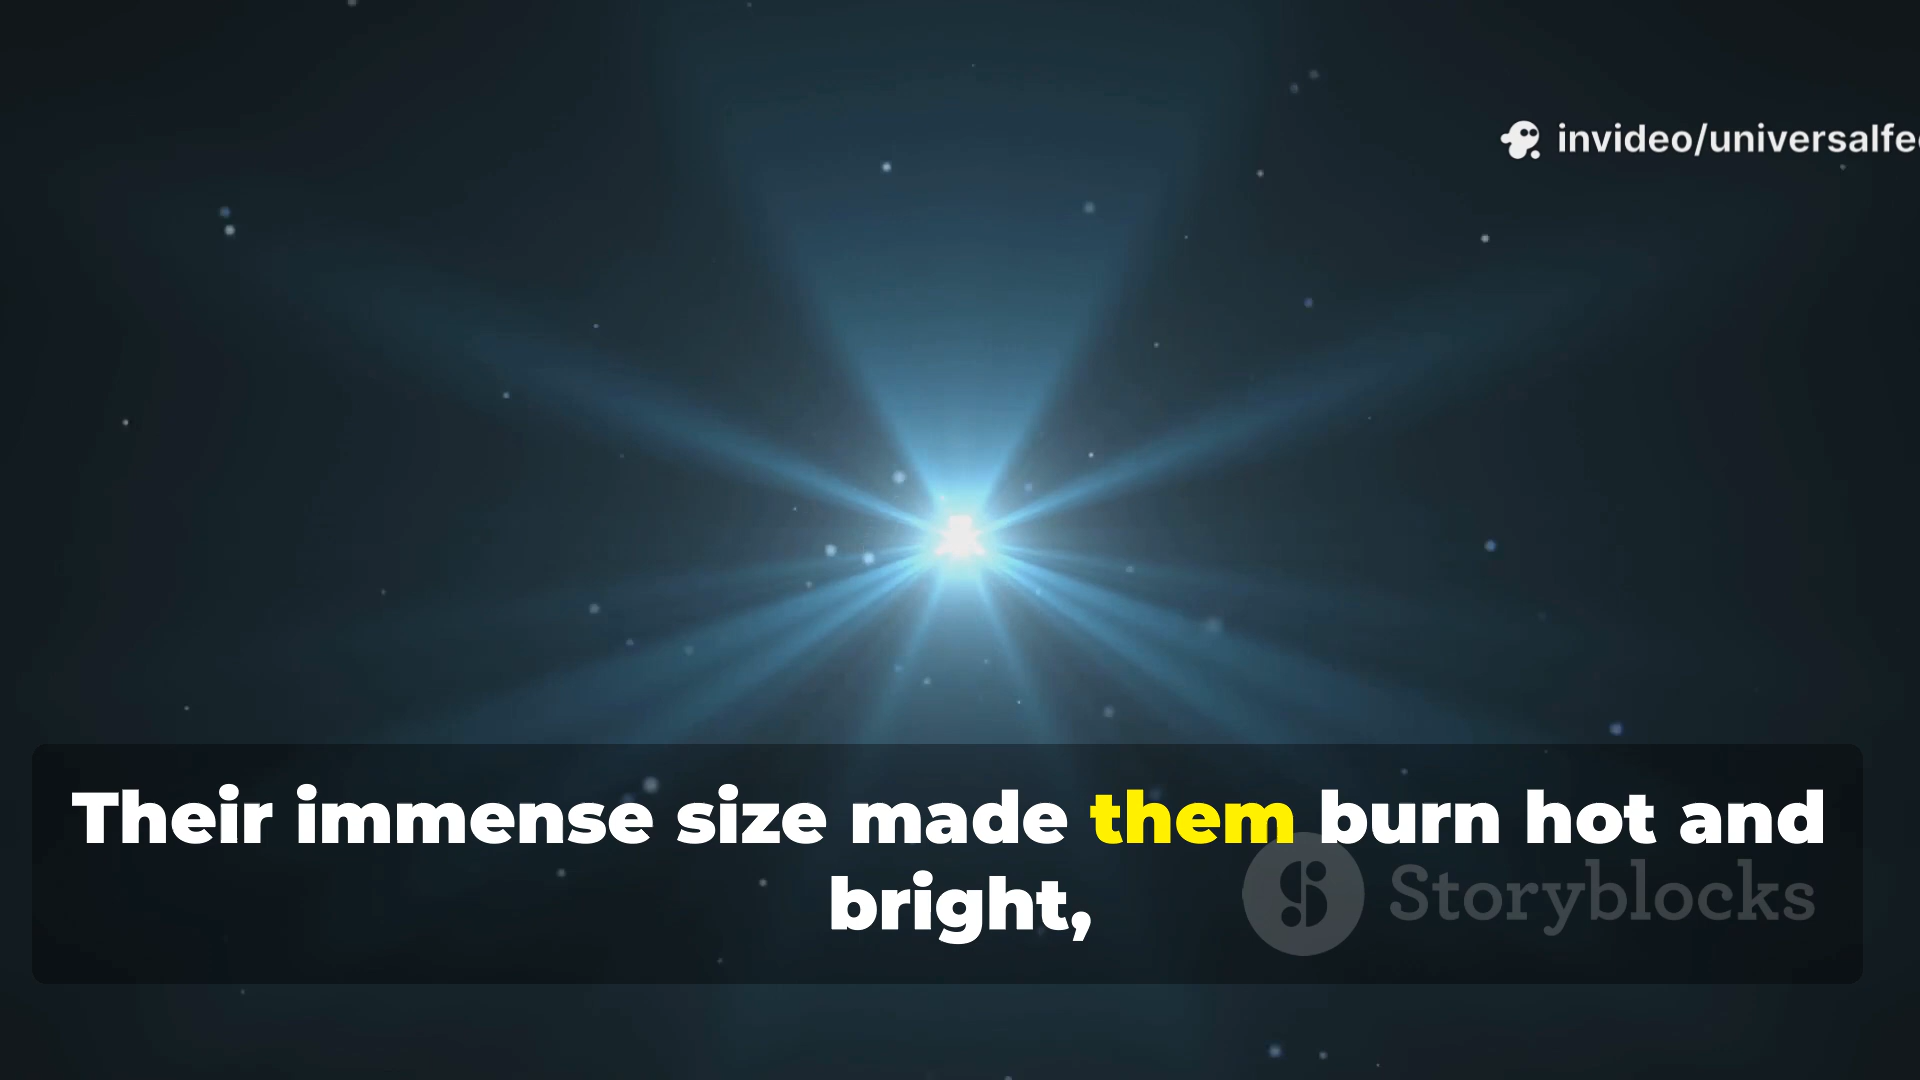 invideo/universalfe
Their immense size made them burn hot and
bright,
Storyblocks